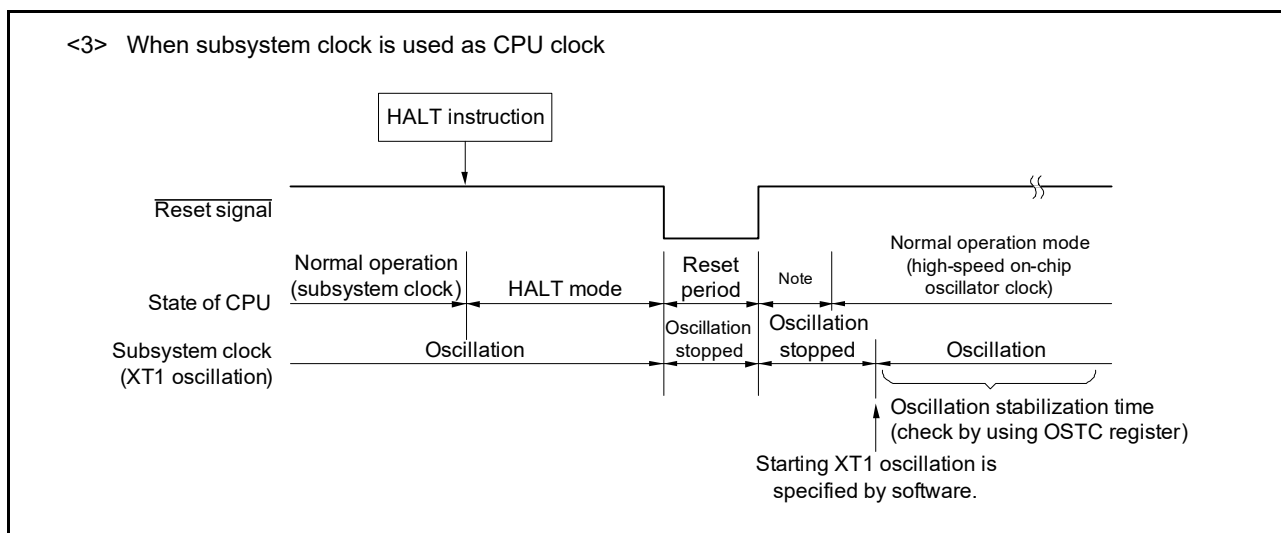 <3> When subsystem clock is used as CPU clock
HALT instruction
Reset signal
Normal operation
(subsystem clock)
HALT mode
Reset
period
Note
Normal operation mode
(high-speed on-chip
oscillator clock)
State of CPU
Subsystem clock
(XT1 oscillation)
Oscillation
Oscillation
stopped
Oscillation
stopped
Oscillation
Oscillation stabilization time
(check by using OSTC register)
Starting XT1 oscillation is
specified by software.